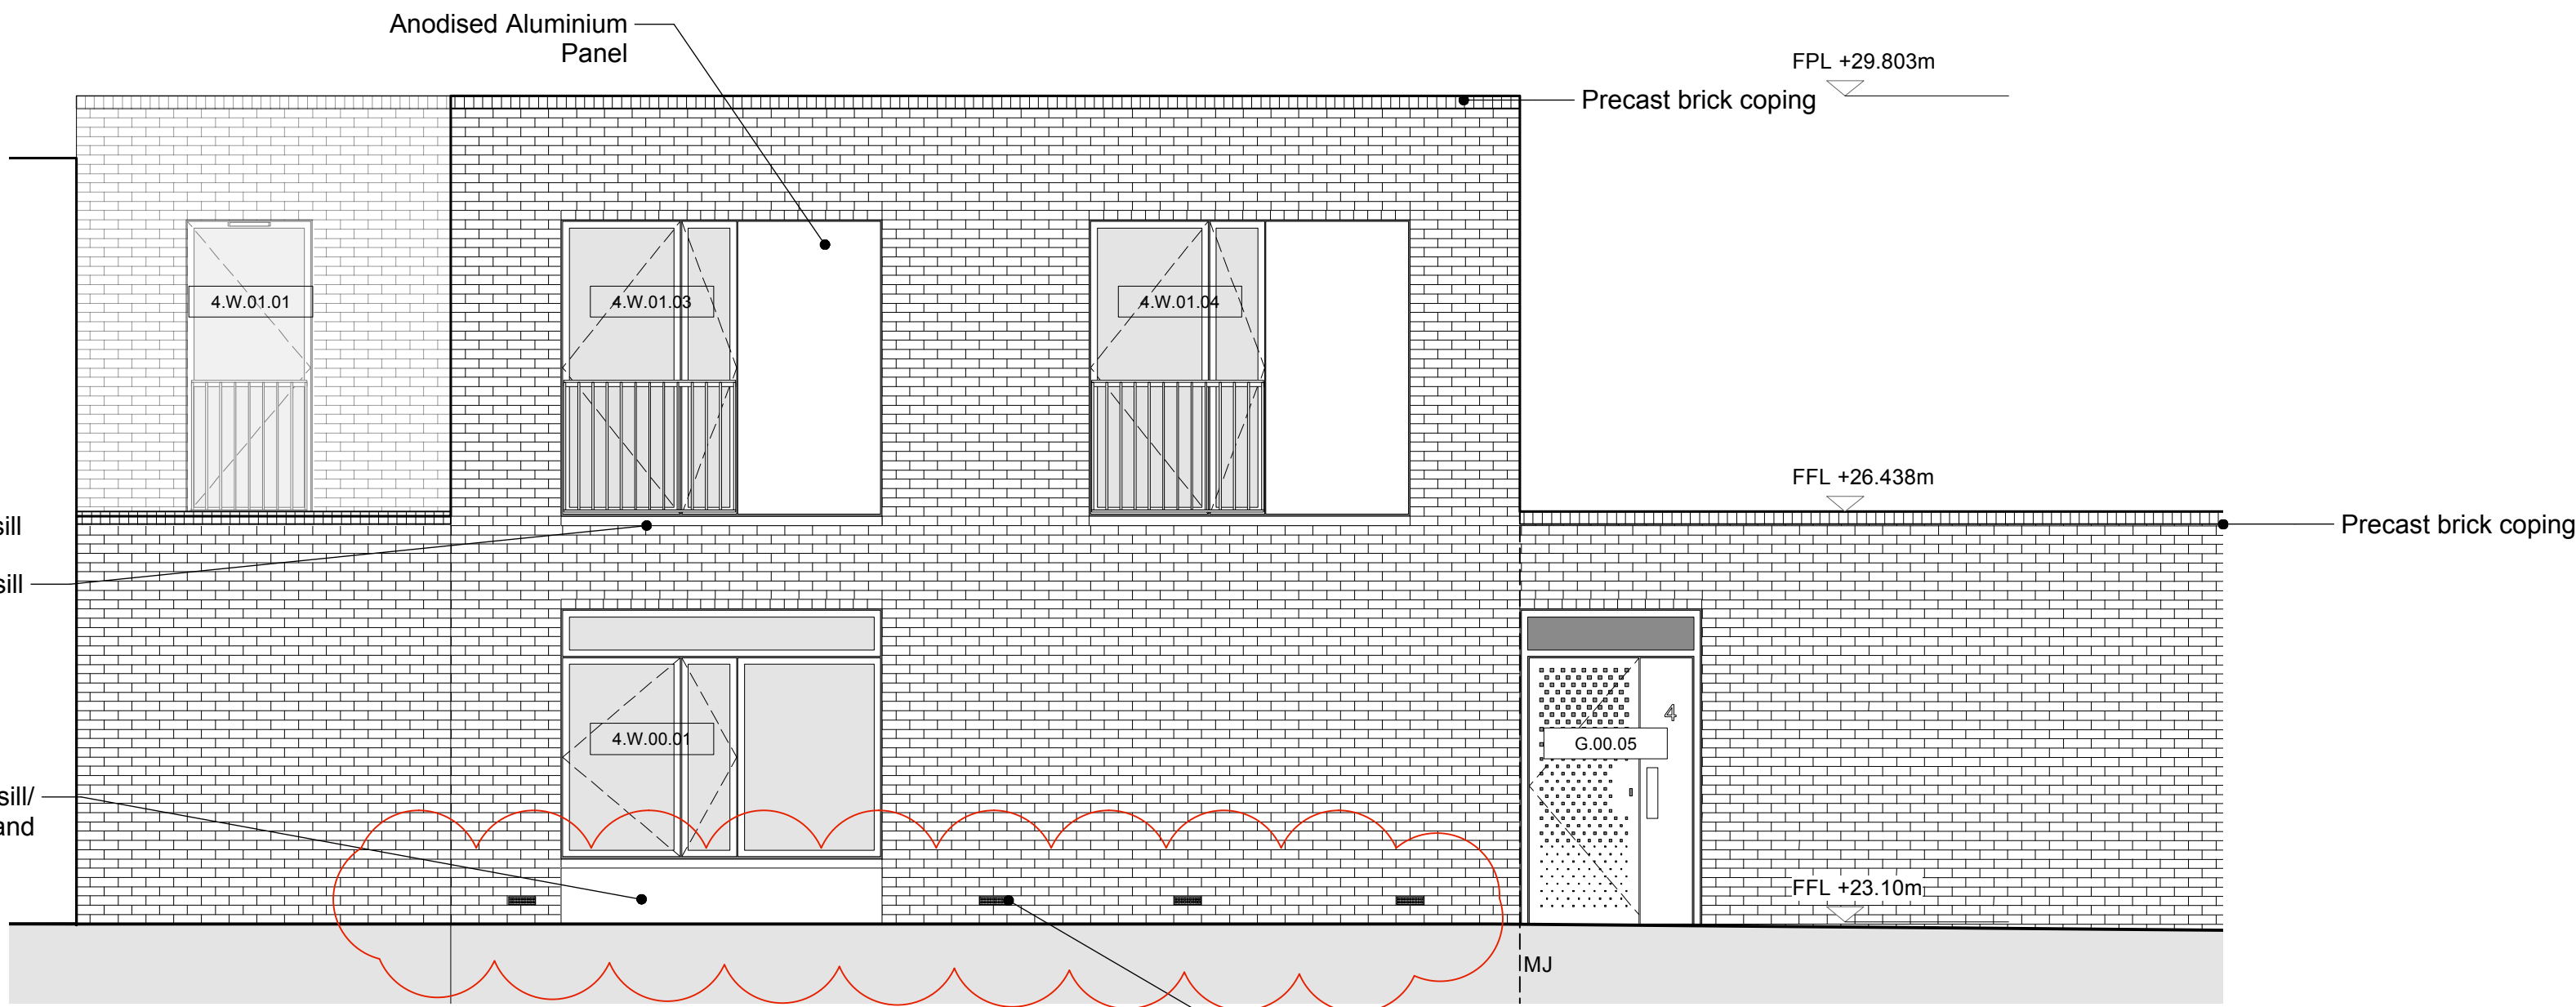 Anodised Aluminium
Panel
FPL +29.803m
Precast brick coping
4.W.01.01
4.W.01.03
4.W.01.04
FFL +26.438m
sill
Precast brick coping
sill
4.W.00.01
4
G.00.05
sill/
and
FFL +23.10m
MJ